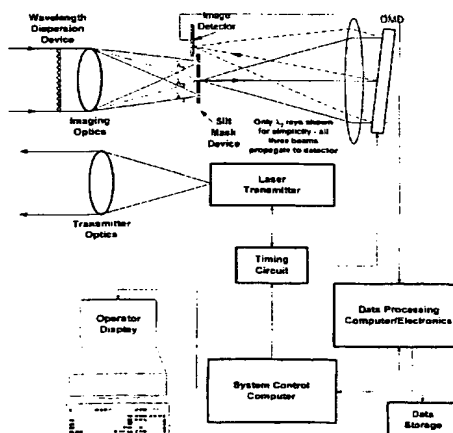 Wavelength
Dispersion
Device
Image
Detector
DMD
Imaging
Optics
Slit
Mask
Device
Only λ₂ rays shown
for simplicity - all
three beams
propagate to detector
Laser
Transmitter
Transmitter
Optics
Timing
Circuit
Operator
Display
Data Processing
Computer/Electronics
System Control
Computer
Data
Storage